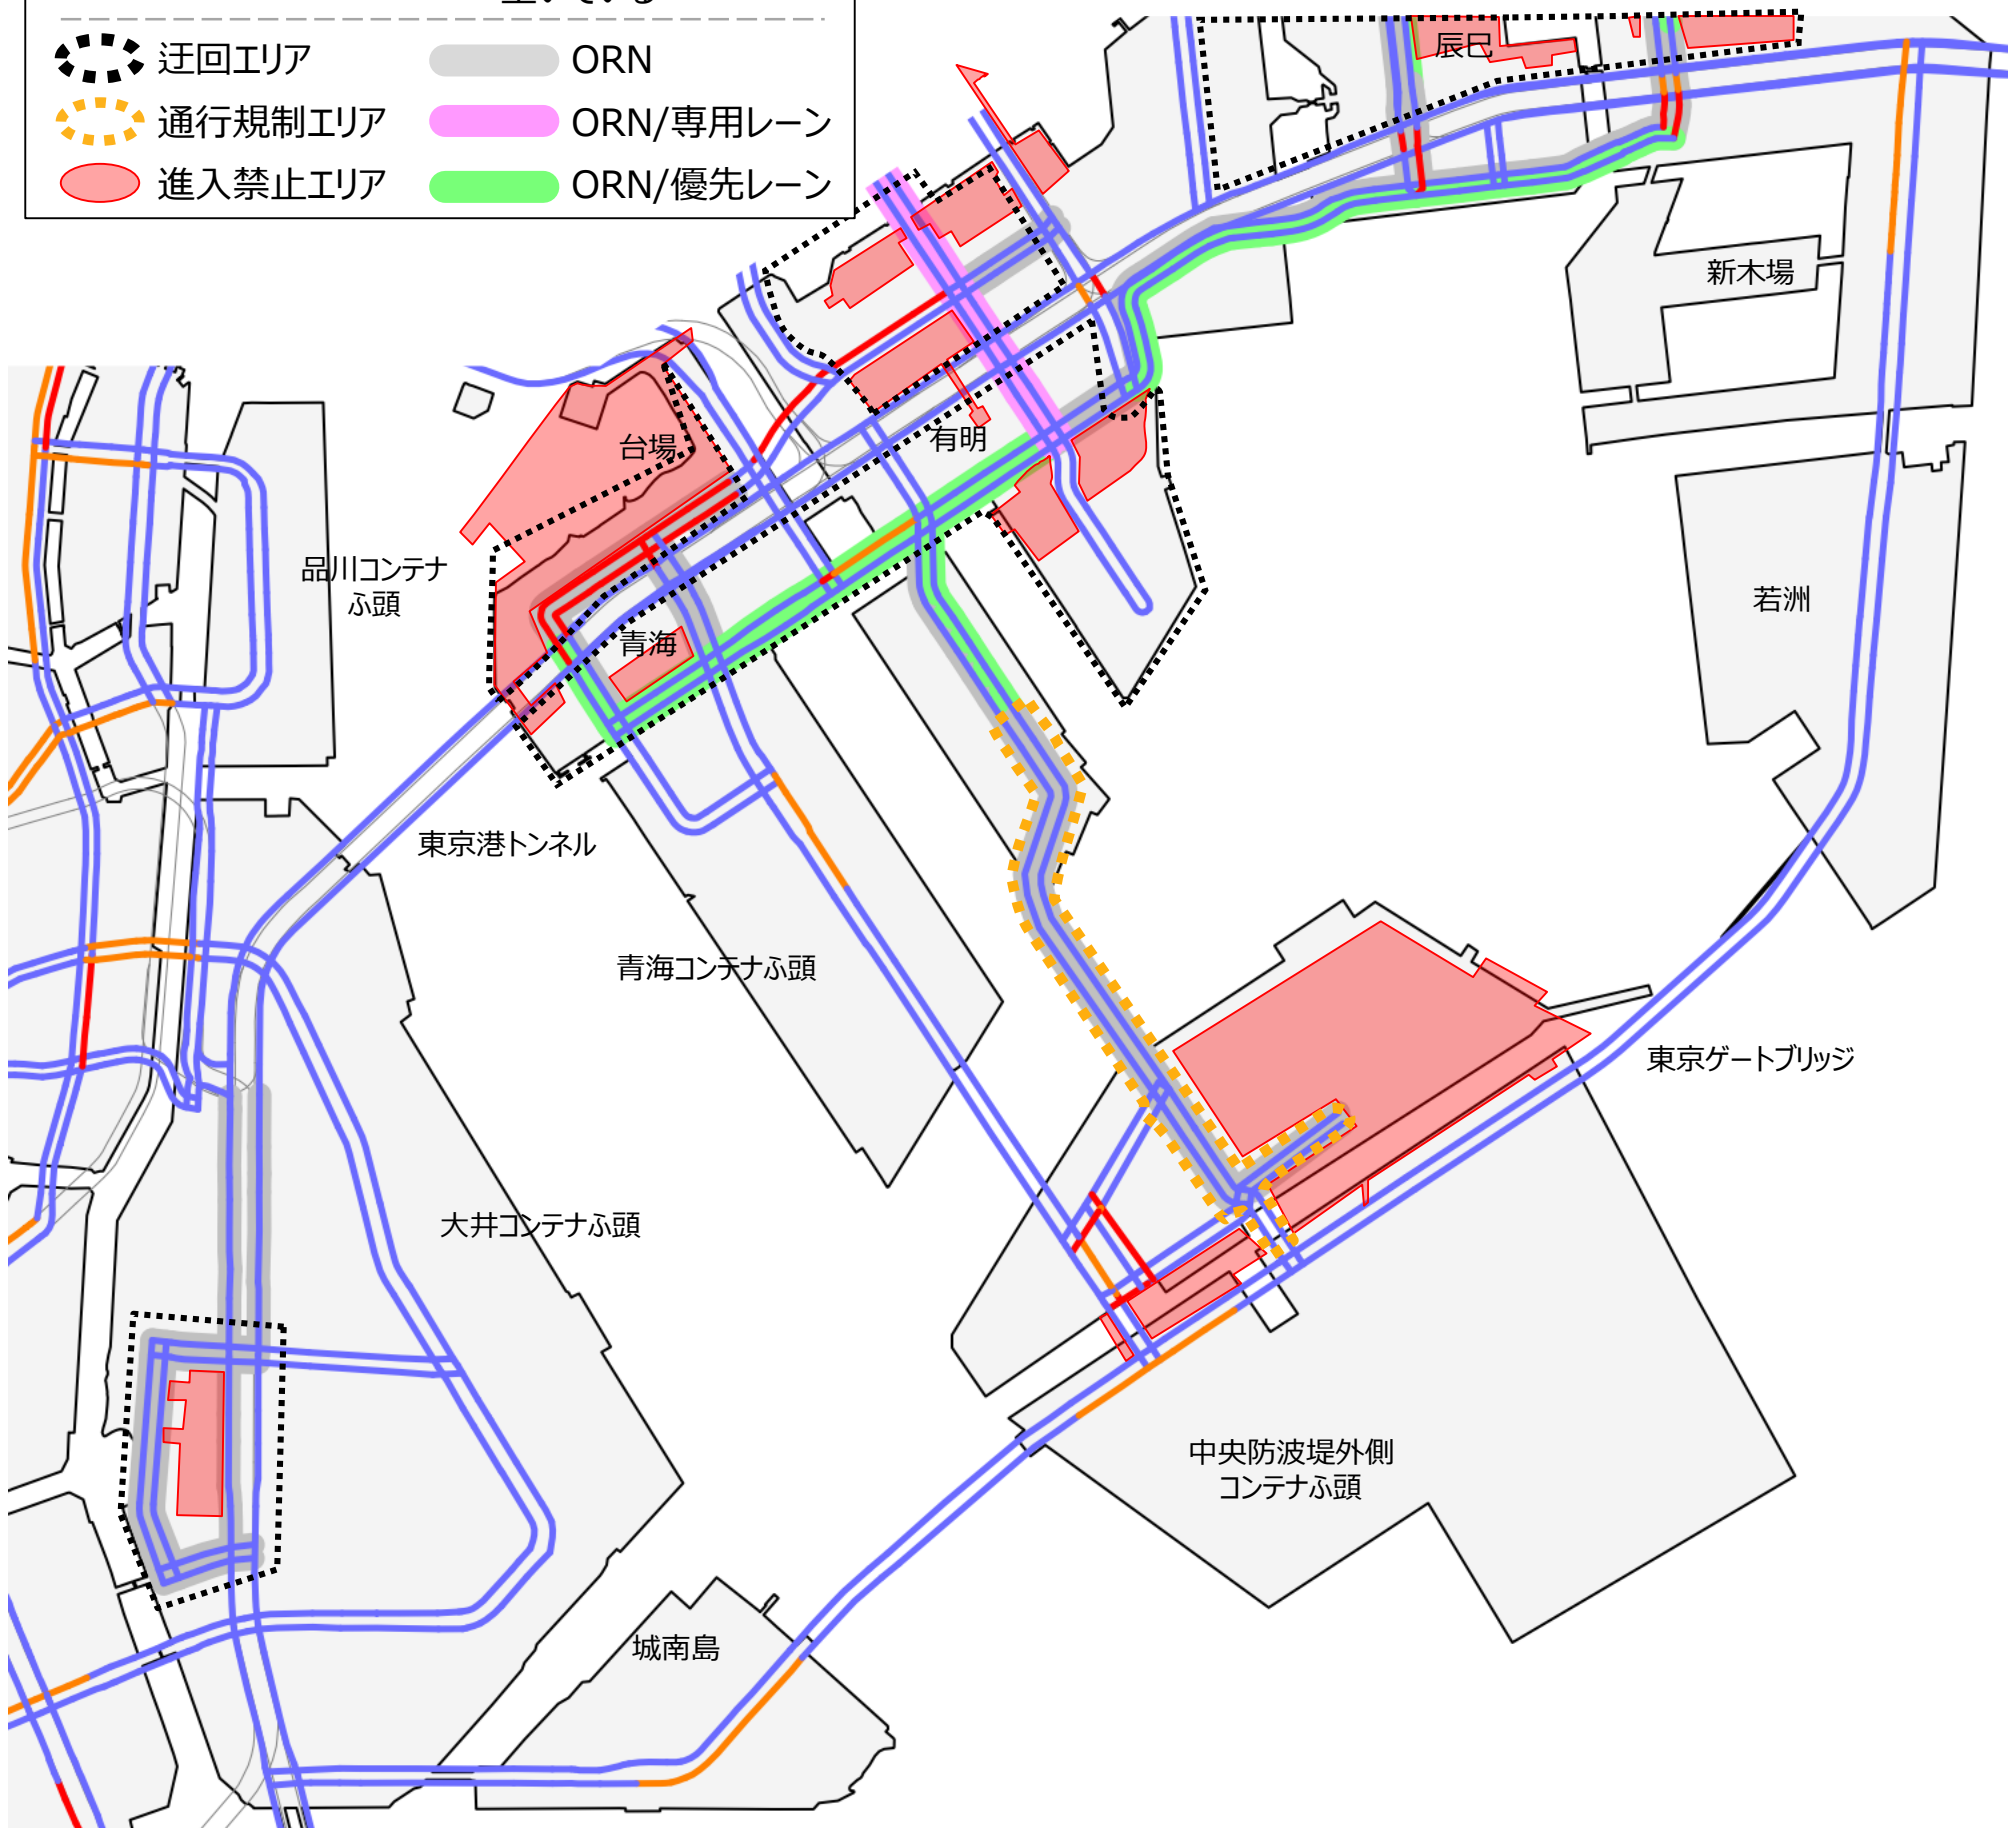 空いている
迂回エリア
ORN
通行規制エリア
ORN/専用レーン
進入禁止エリア
ORN/優先レーン
辰巳
新木場
台場
有明
品川コンテナ
ふ頭
青海
若洲
東京港トンネル
青海コンテナふ頭
東京ゲートブリッジ
大井コンテナふ頭
中央防波堤外側
コンテナふ頭
城南島